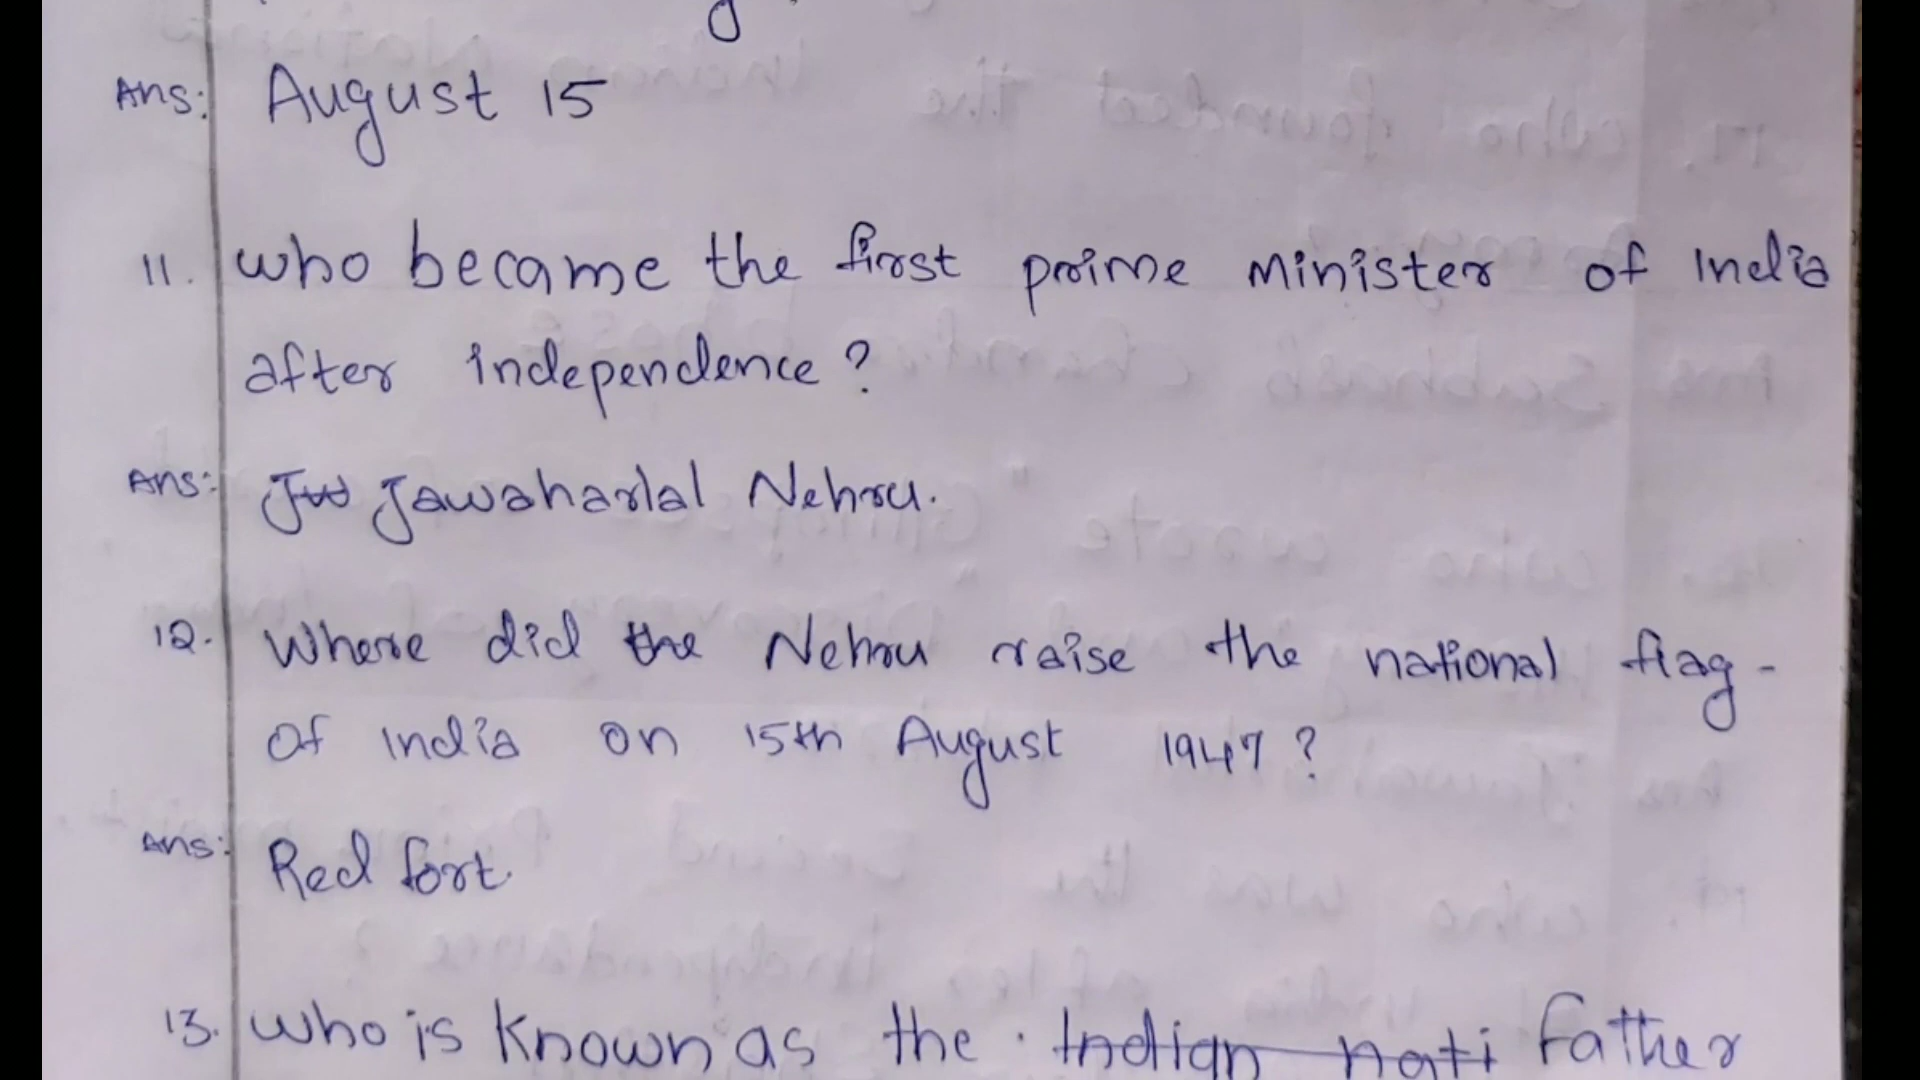 Ans: August 15
11. who became the first prime Minister of India
after independence?
Ans: Jw Jawaharlal Nehru.
12. Where did the Nehru raise the national flag-
of India on 15th August 1947?
Ans: Red fort.
13. who is known as the Indian nati father